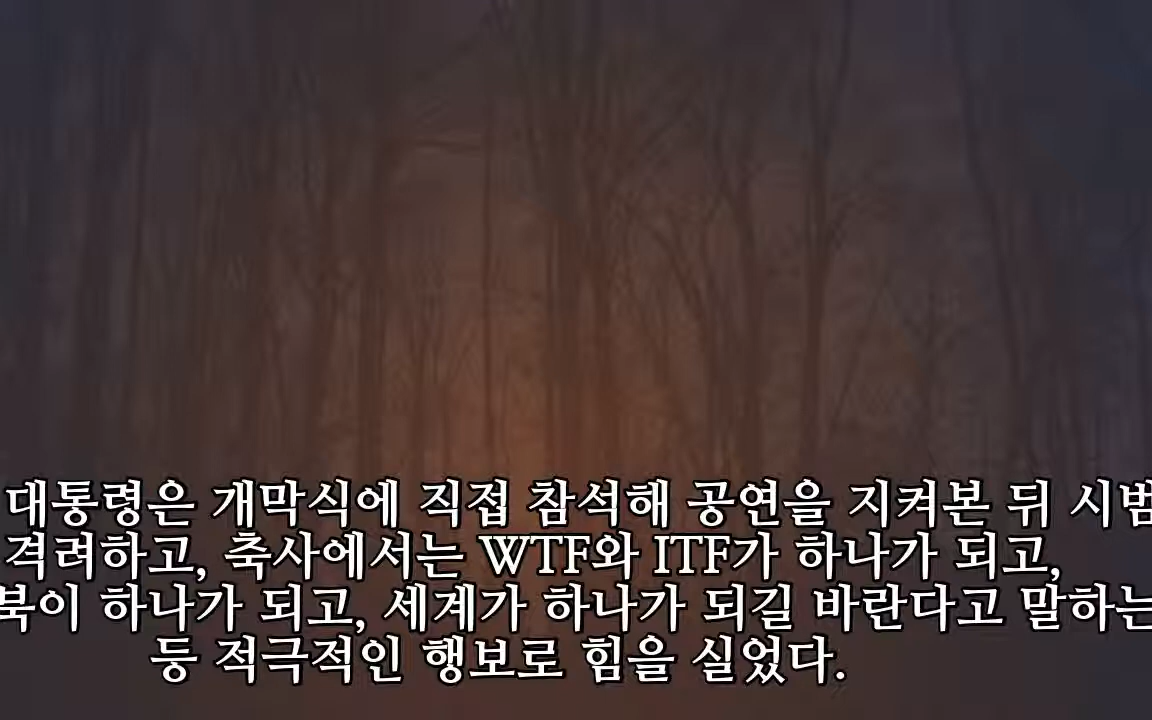 대통령은 개막식에 직접 참석해 공연을 지켜본 뒤 시범
격려하고, 축사에서는 WTF와 ITF가 하나가 되고,
북이 하나가 되고, 세계가 하나가 되길 바란다고 말하는
등 적극적인 행보로 힘을 실었다.